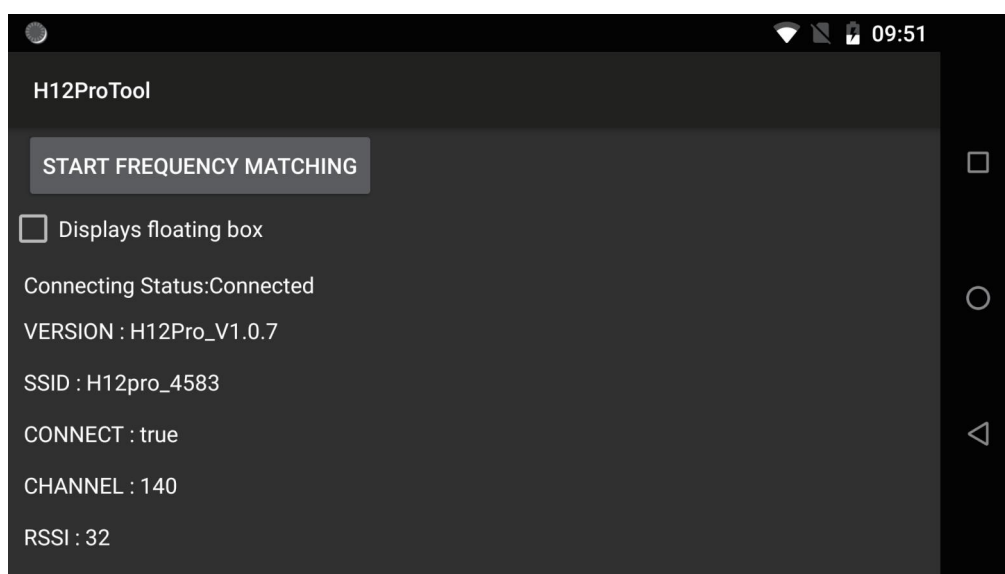 09:51
H12ProTool
START FREQUENCY MATCHING
Displays floating box
Connecting Status:Connected
VERSION : H12Pro_V1.0.7
SSID : H12pro_4583
CONNECT : true
CHANNEL : 140
RSSI : 32